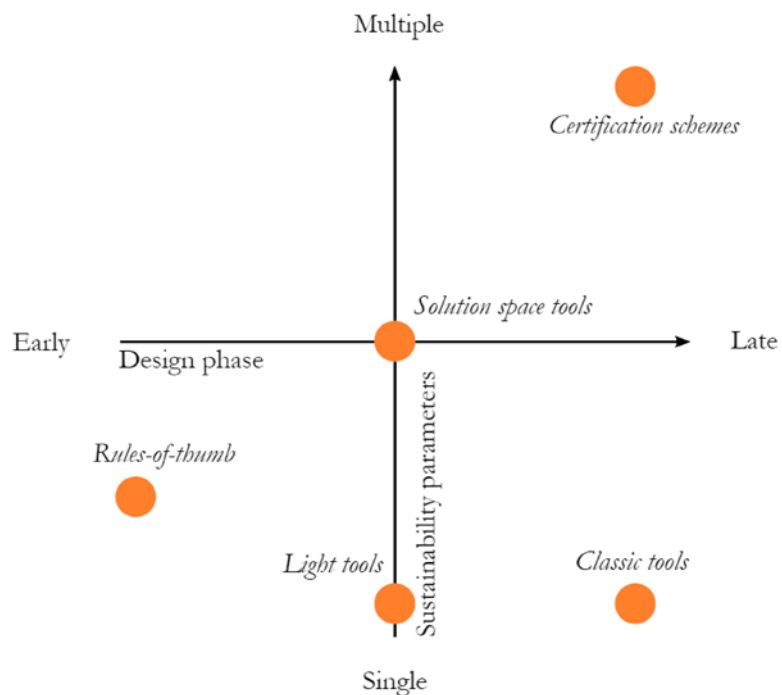 Multiple
Certification schemes
Solution space tools
Early
Late
Design phase
Sustainability parameters
Rules-of-thumb
Light tools
Classic tools
Single